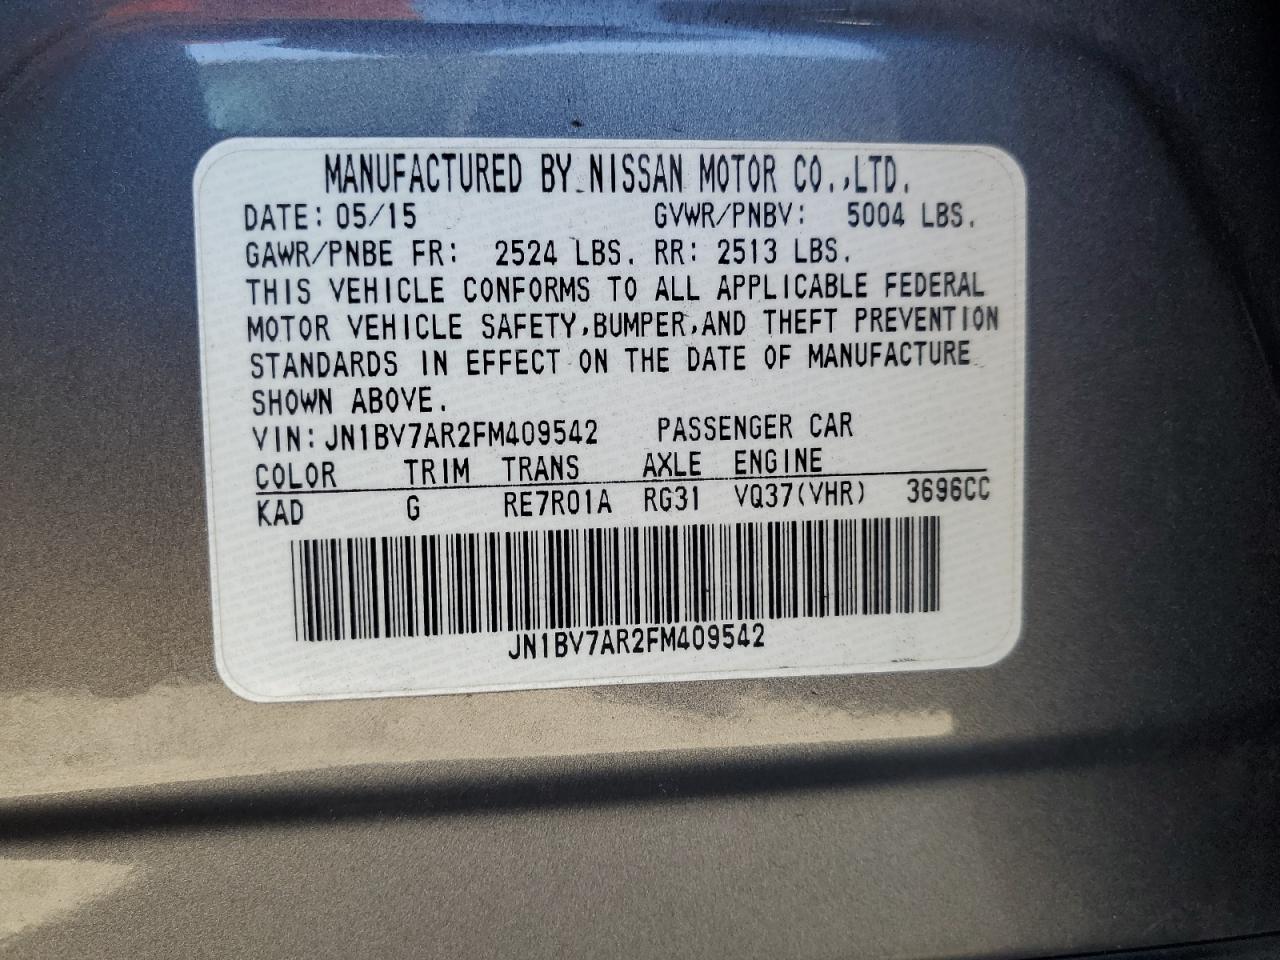 MANUFACTURED BY NISSAN MOTOR CO.,LTD.
DATE: 05/15 GVWR/PNBV: 5004 LBS.
GAWR/PNBE FR: 2524 LBS. RR: 2513 LBS.
THIS VEHICLE CONFORMS TO ALL APPLICABLE FEDERAL
MOTOR VEHICLE SAFETY,BUMPER,AND THEFT PREVENTION
STANDARDS IN EFFECT ON THE DATE OF MANUFACTURE
SHOWN ABOVE.
VIN: JN1BV7AR2FM409542 PASSENGER CAR
COLOR TRIM TRANS AXLE ENGINE
KAD G RE7R01A RG31 VQ37(VHR) 3696CC
JN1BV7AR2FM409542